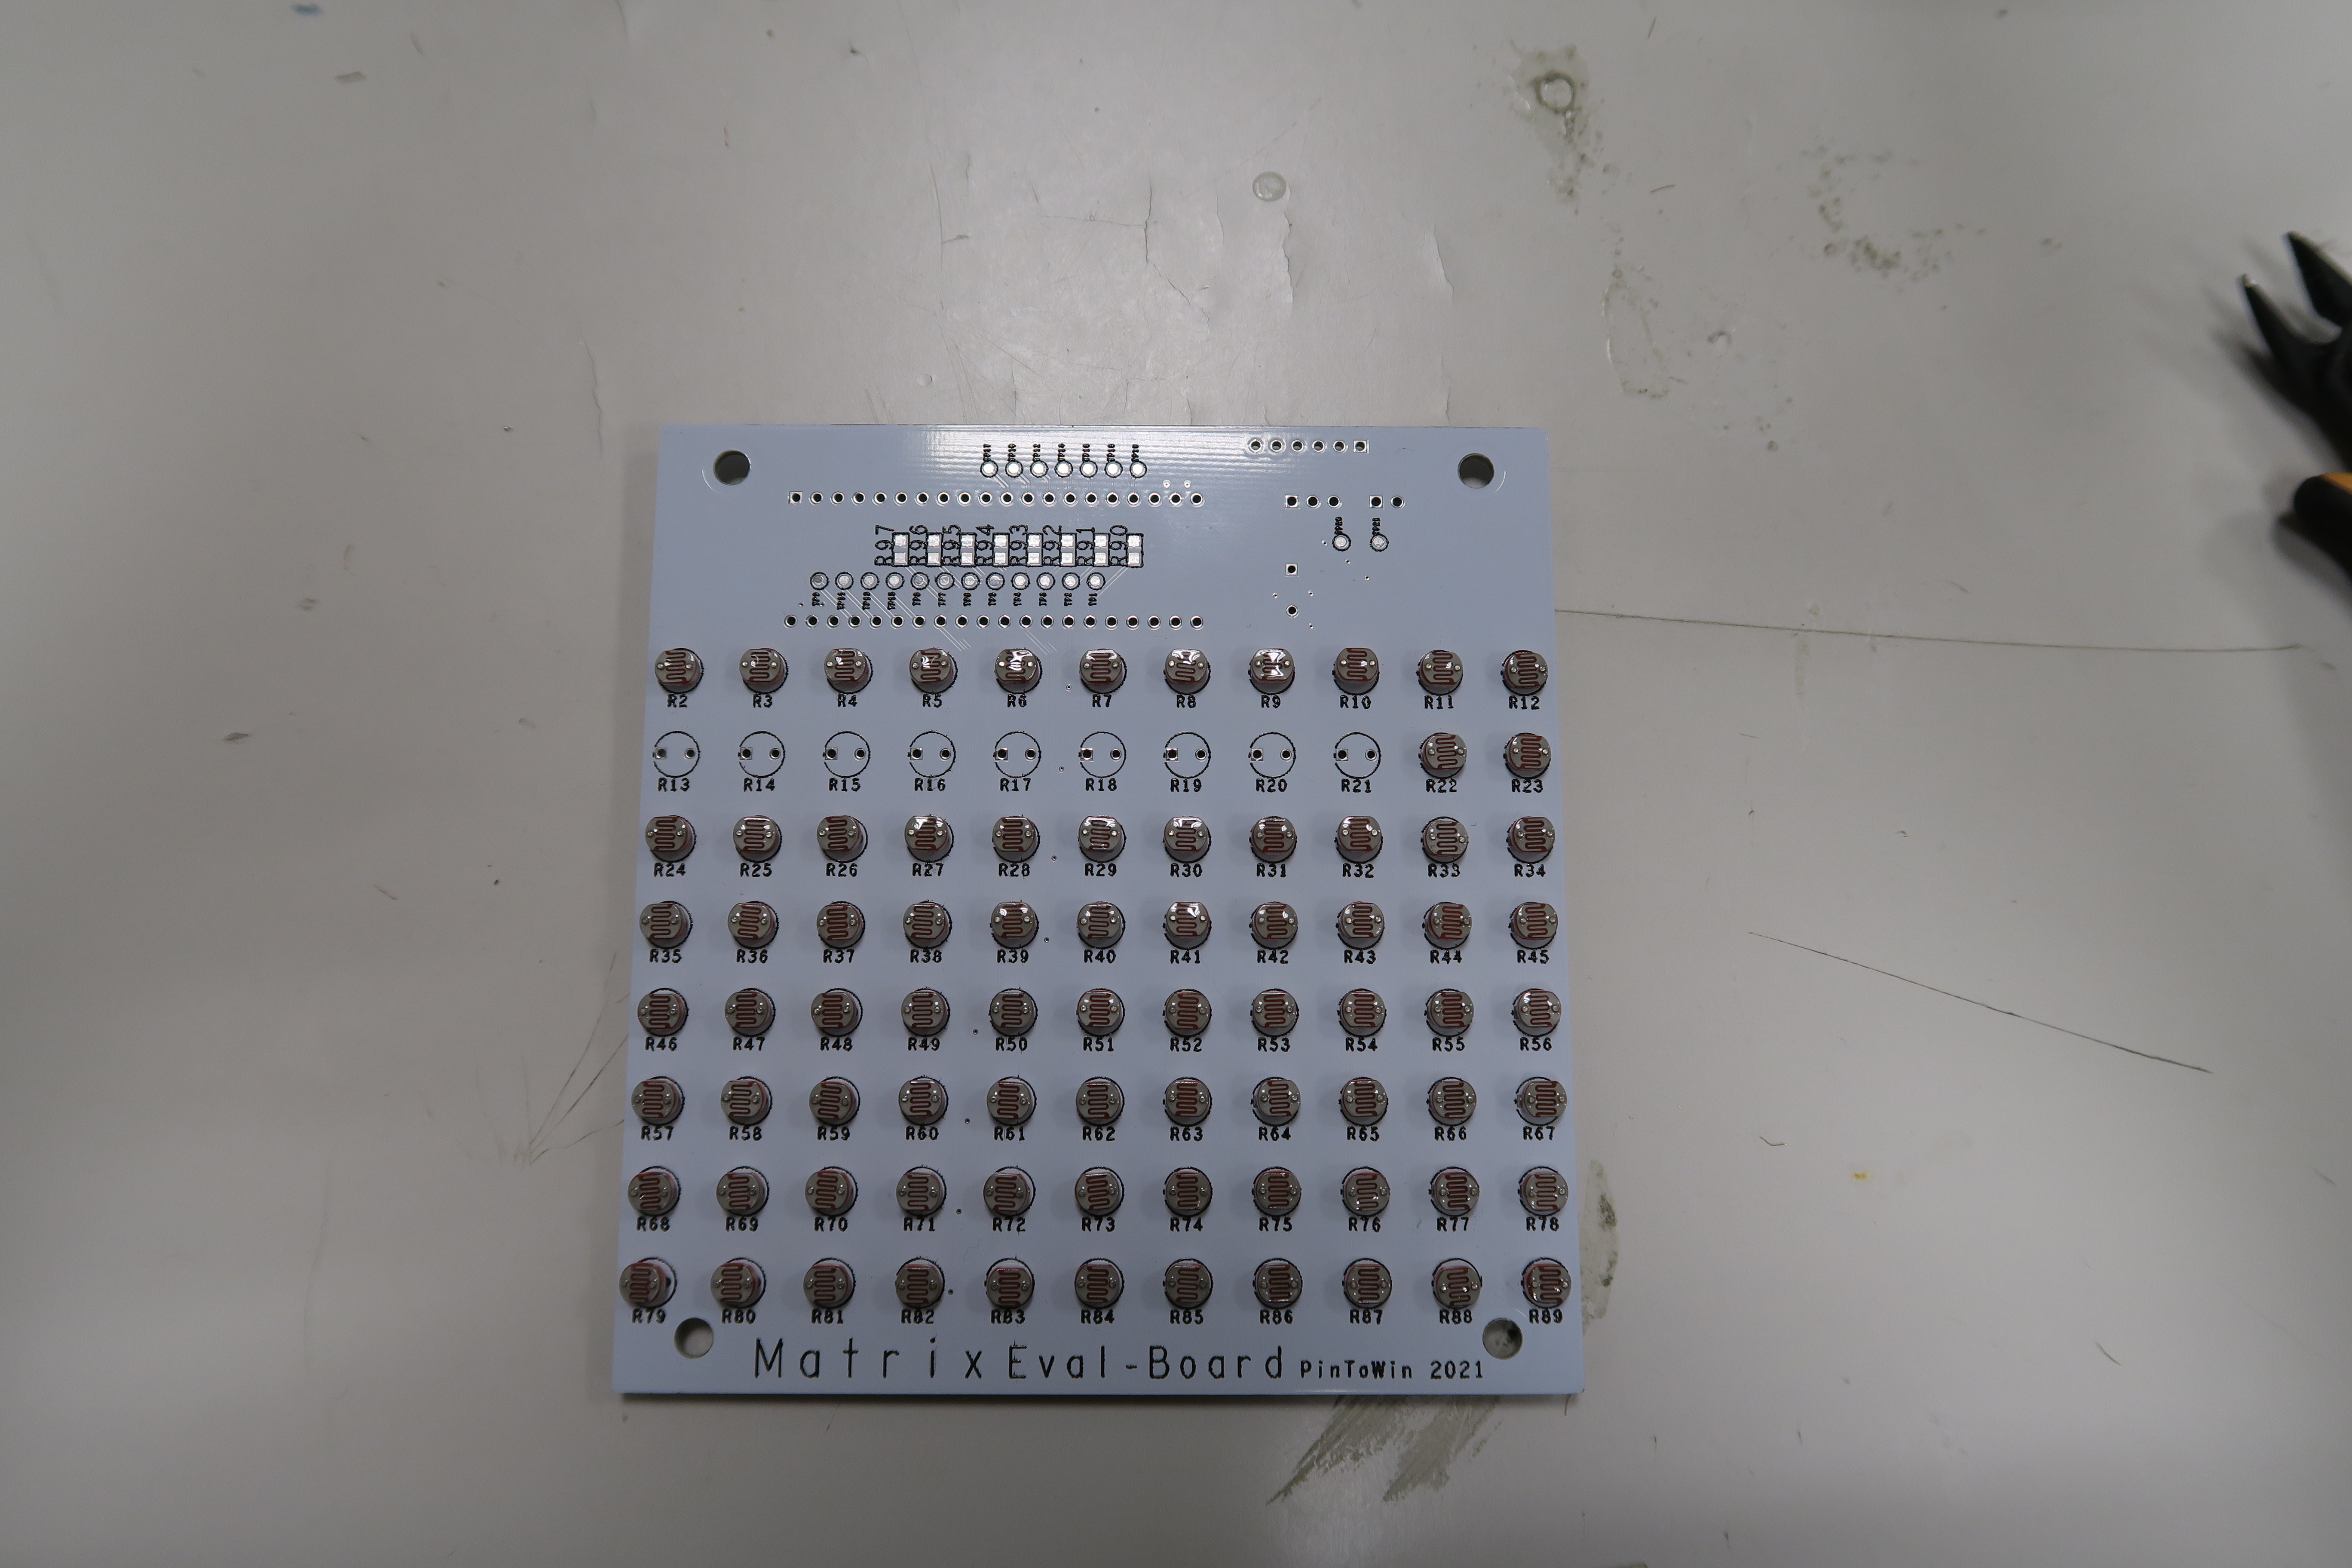 R97 R96 R95 R94 R93 R92 R91 R90
R2 R3 R4 R5 R6 R7 R8 R9 R10 R11 R12
R13 R14 R15 R16 R17 R18 R19 R20 R21 R22 R23
R24 R25 R26 R27 R28 R29 R30 R31 R32 R33 R34
R35 R36 R37 R38 R39 R40 R41 R42 R43 R44 R45
R46 R47 R48 R49 R50 R51 R52 R53 R54 R55 R56
R57 R58 R59 R60 R61 R62 R63 R64 R65 R66 R67
R68 R69 R70 R71 R72 R73 R74 R75 R76 R77 R78
R79 R80 R81 R82 R83 R84 R85 R86 R87 R88 R89
Matrix Eval-Board PinToWin 2021